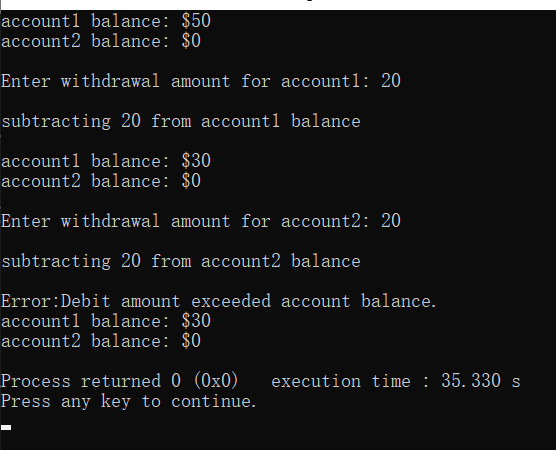 account1 balance: $50
account2 balance: $0
Enter withdrawal amount for account1: 20
subtracting 20 from account1 balance
account1 balance: $30
account2 balance: $0
Enter withdrawal amount for account2: 20
subtracting 20 from account2 balance
Error:Debit amount exceeded account balance.
account1 balance: $30
account2 balance: $0
Process returned 0 (0x0)   execution time : 35.330 s
Press any key to continue.